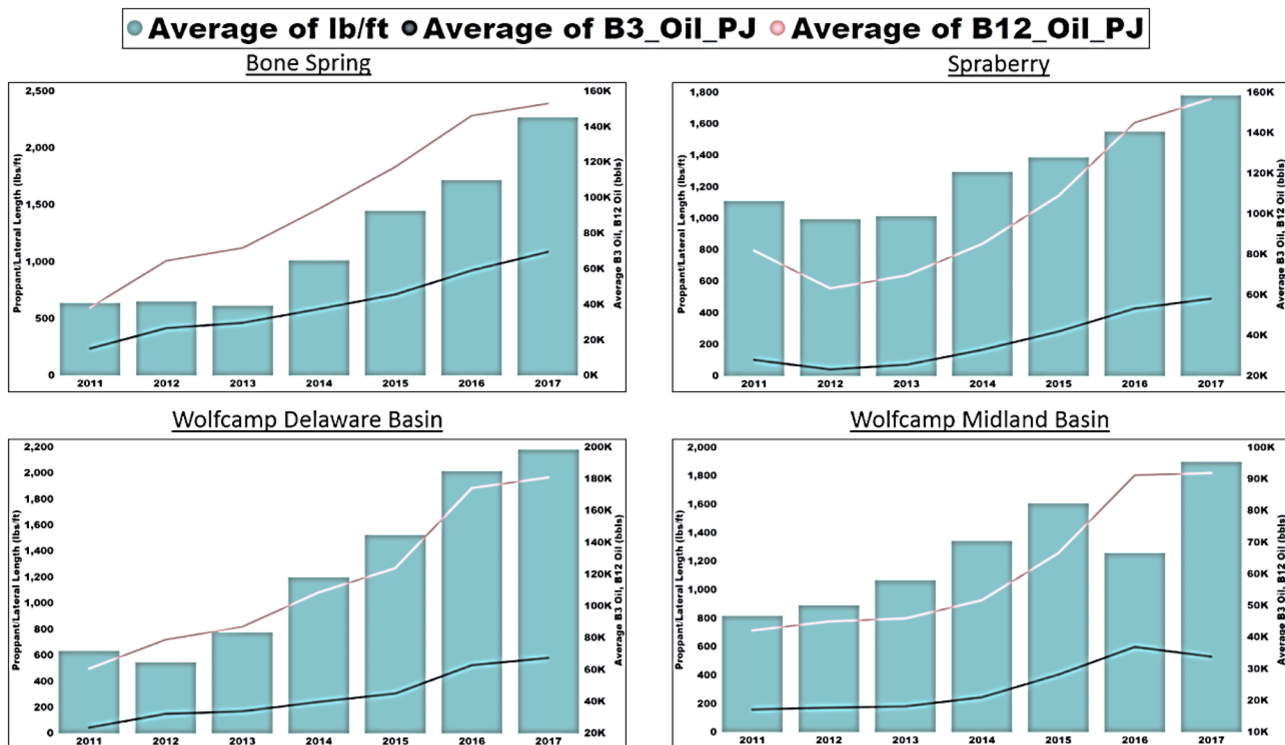 Average of lb/ft Average of B3_Oil_PJ Average of B12_Oil_PJ
Bone Spring
Proppant/Lateral Length (lbs/ft)
2,500
2,000
1,500
1,000
500
0
2011 2012 2013 2014 2015 2016 2017
160K
140K
120K
100K
80K
60K
40K
20K
0K
Average B3 Oil, B12 Oil (bbls)
Spraberry
Proppant/Lateral Length (lbs/ft)
1,800
1,600
1,400
1,200
1,000
800
600
400
200
0
2011 2012 2013 2014 2015 2016 2017
160K
140K
120K
100K
80K
60K
40K
20K
Average B3 Oil, B12 Oil (bbls)
Wolfcamp Delaware Basin
Proppant/Lateral Length (lbs/ft)
2,200
2,000
1,800
1,600
1,400
1,200
1,000
800
600
400
200
0
2011 2012 2013 2014 2015 2016 2017
200K
180K
160K
140K
120K
100K
80K
60K
40K
20K
Average B3 Oil, B12 Oil (bbls)
Wolfcamp Midland Basin
Proppant/Lateral Length (lbs/ft)
2,000
1,800
1,600
1,400
1,200
1,000
800
600
400
200
0
2011 2012 2013 2014 2015 2016 2017
100K
90K
80K
70K
60K
50K
40K
30K
20K
10K
Average B3 Oil, B12 Oil (bbls)